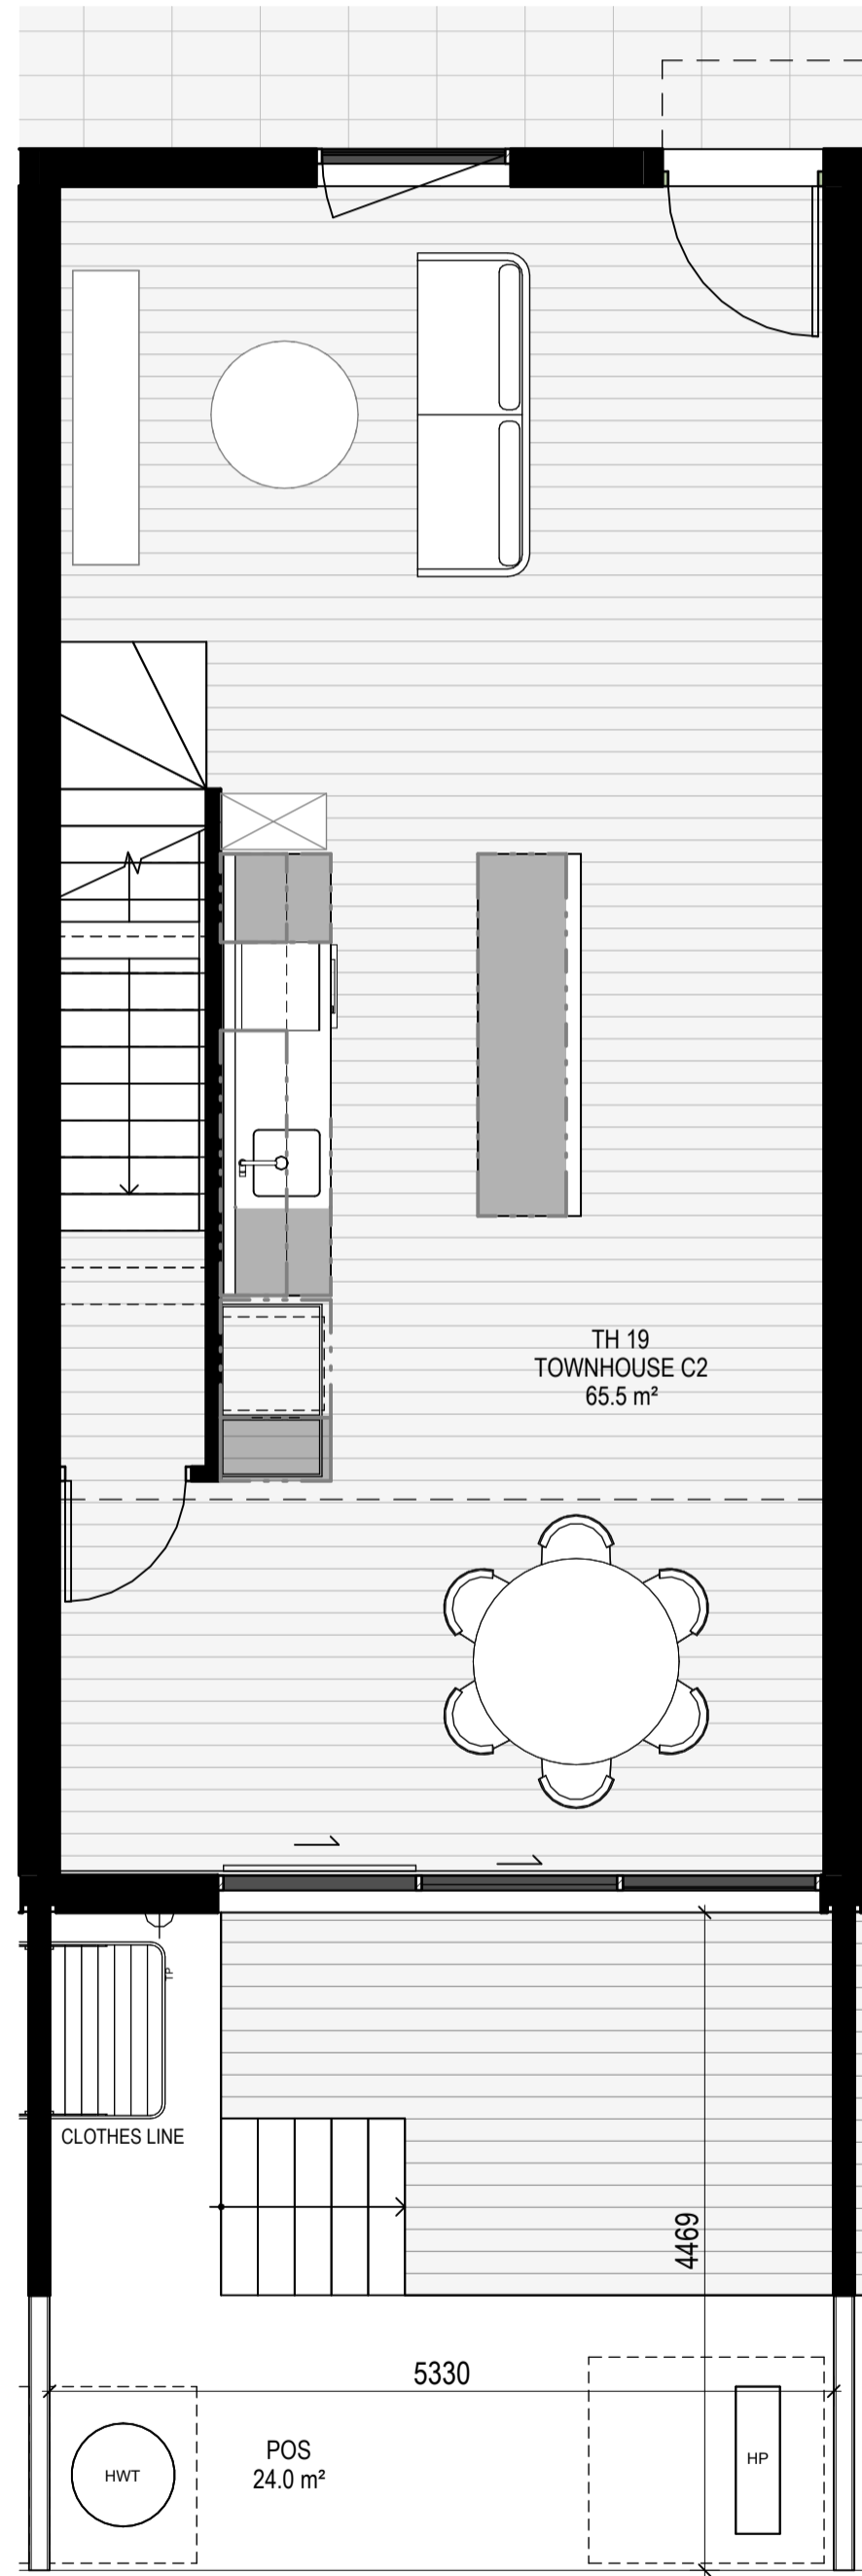 TH 19
TOWNHOUSE C2
65.5 m²
TP
CLOTHES LINE
4469
5330
POS
24.0 m²
HWT
HP